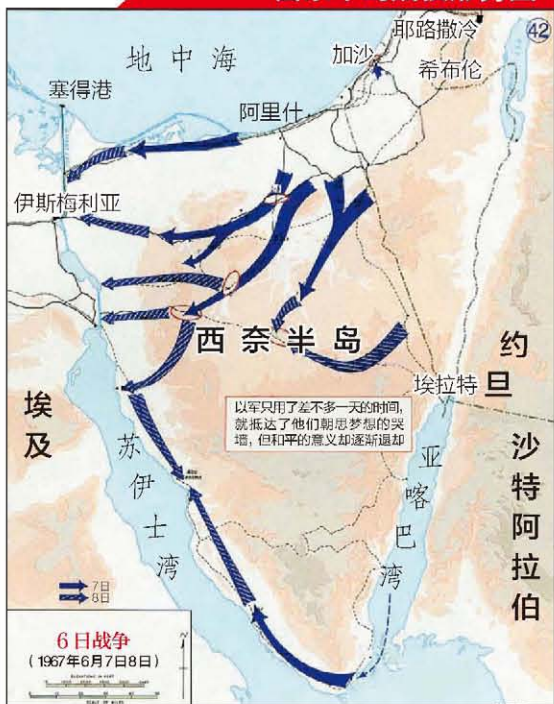 耶路撒冷
42
地中海
加沙
希布伦
塞得港
阿里什
伊斯梅利亚
西奈半岛
约旦
埃拉特
埃及
以军只用了差不多一天的时间，
就抵达了他们朝思梦想的哭
墙，但和平的意义却逐渐退却
苏伊士湾
亚喀巴湾
沙特阿拉伯
7日
8日
6日战争
（1967年6月7日8日）